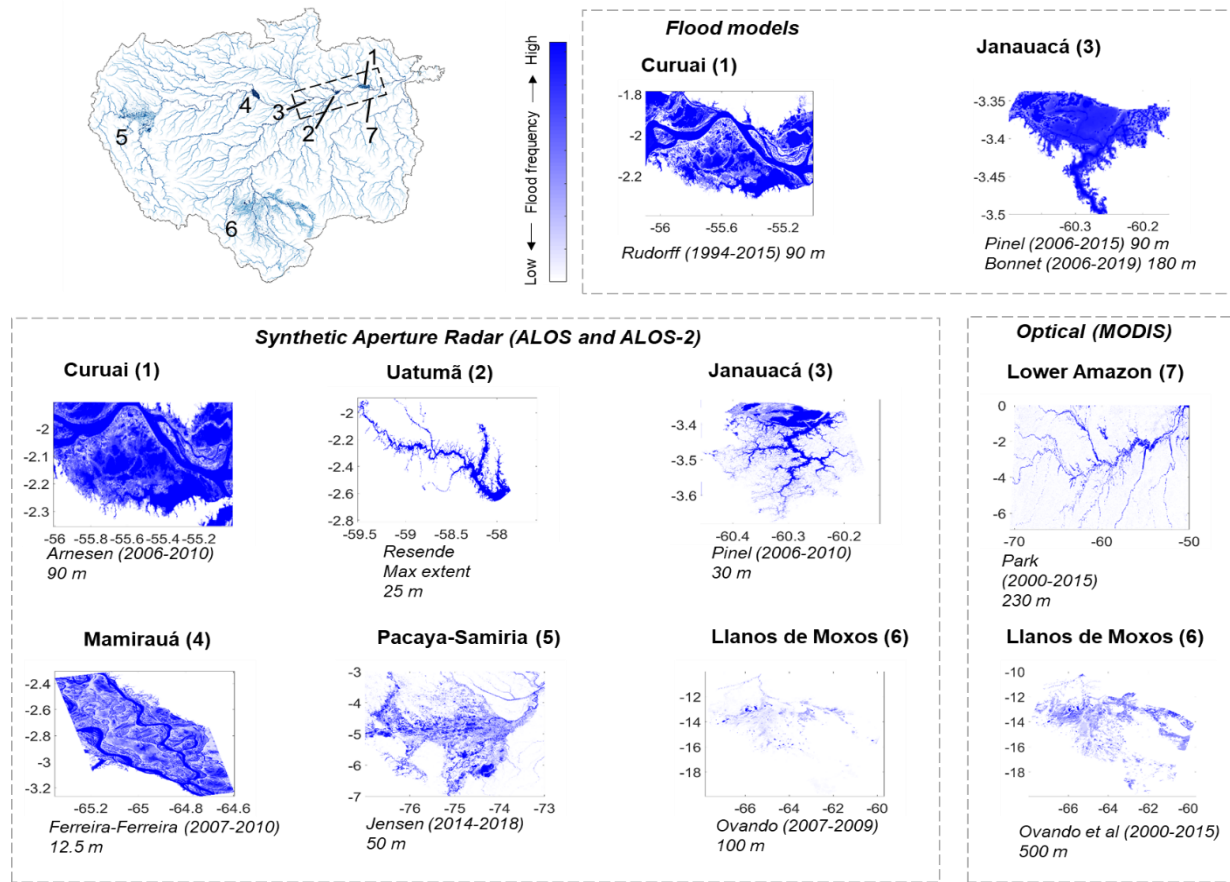 1
2
3
4
5
6
7
Low ◄— Flood frequency —► High
Flood models
Curuai (1)
-1.8
-2
-2.2
-56 -55.6 -55.2
Rudorff (1994-2015) 90 m
Janauacá (3)
-3.35
-3.4
-3.45
-3.5
-60.3 -60.2
Pinel (2006-2015) 90 m
Bonnet (2006-2019) 180 m
Synthetic Aperture Radar (ALOS and ALOS-2)
Curuai (1)
-2
-2.1
-2.2
-2.3
-56 -55.8 -55.6 -55.4 -55.2
Arnesen (2006-2010)
90 m
Uatumã (2)
-2
-2.2
-2.4
-2.6
-2.8
-59.5 -59 -58.5 -58
Resende
Max extent
25 m
Janauacá (3)
-3.4
-3.5
-3.6
-60.4 -60.3 -60.2
Pinel (2006-2010)
30 m
Mamirauá (4)
-2.4
-2.6
-2.8
-3
-3.2
-65.2 -65 -64.8 -64.6
Ferreira-Ferreira (2007-2010)
12.5 m
Pacaya-Samiria (5)
-3
-4
-5
-6
-7
-76 -75 -74 -73
Jensen (2014-2018)
50 m
Llanos de Moxos (6)
-12
-14
-16
-18
-66 -64 -62 -60
Ovando (2007-2009)
100 m
Optical (MODIS)
Lower Amazon (7)
0
-2
-4
-6
-70 -60 -50
Park
(2000-2015)
230 m
Llanos de Moxos (6)
-10
-12
-14
-16
-18
-66 -64 -62 -60
Ovando et al (2000-2015)
500 m